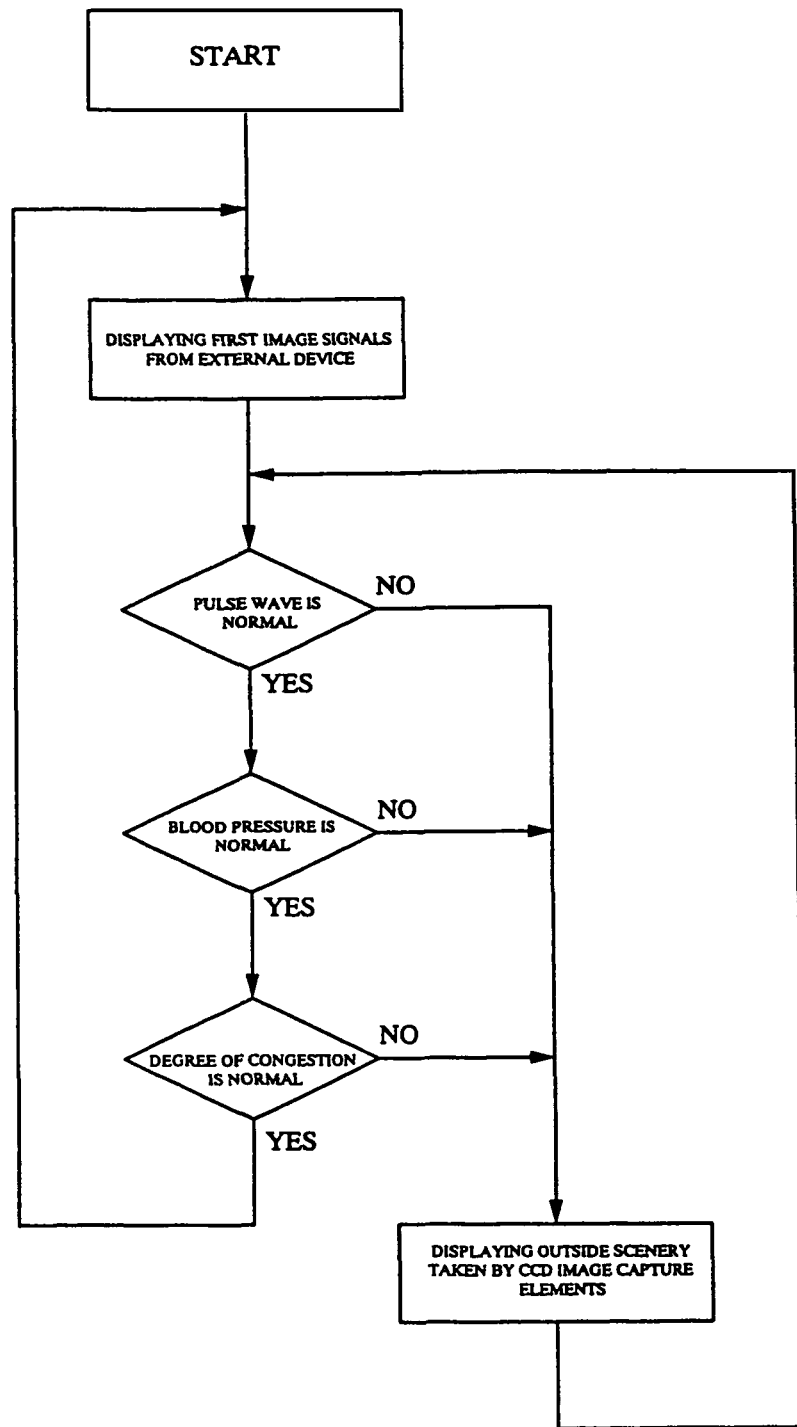 START
DISPLAYING FIRST IMAGE SIGNALS
FROM EXTERNAL DEVICE
PULSE WAVE IS
NORMAL
NO
YES
BLOOD PRESSURE IS
NORMAL
NO
YES
DEGREE OF CONGESTION
IS NORMAL
NO
YES
DISPLAYING OUTSIDE SCENERY
TAKEN BY CCD IMAGE CAPTURE
ELEMENTS